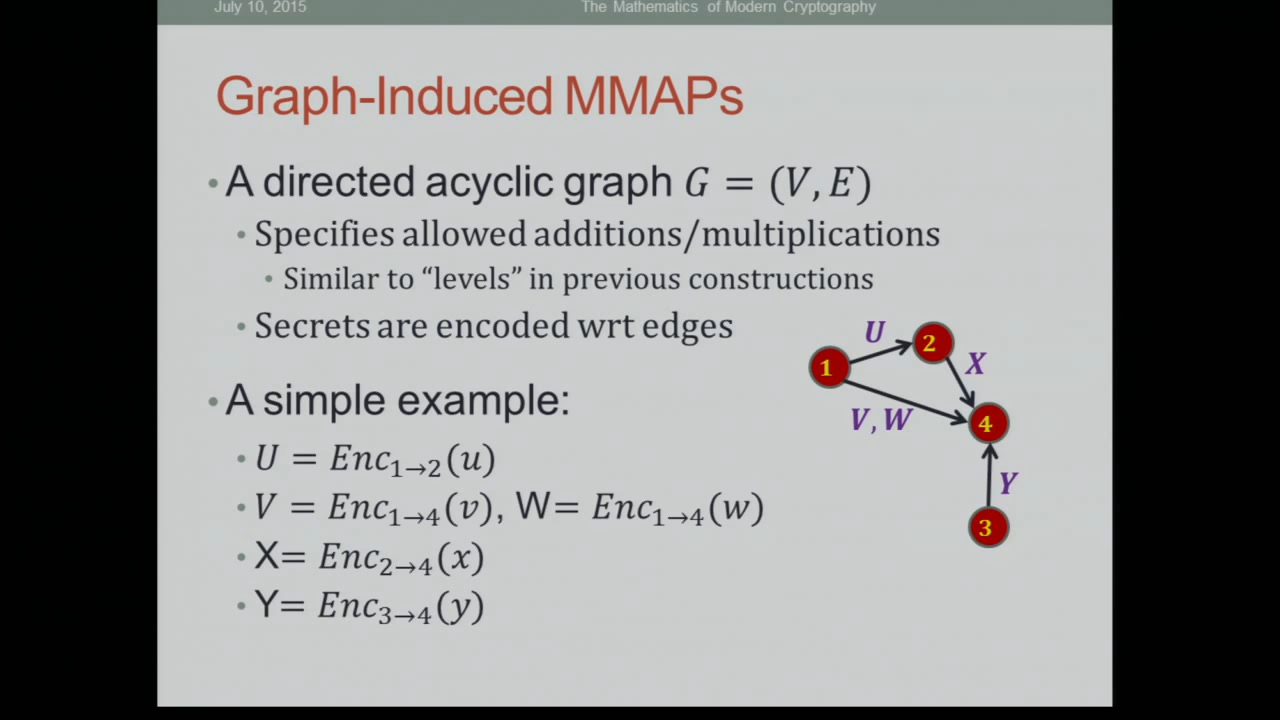 July 10, 2015 The Mathematics of Modern Cryptography
Graph-Induced MMAPs
• A directed acyclic graph G = (V, E)
• Specifies allowed additions/multiplications
• Similar to “levels” in previous constructions
• Secrets are encoded wrt edges
• A simple example:
• U = Enc₁→₂(u)
• V = Enc₁→₄(v), W= Enc₁→₄(w)
• X= Enc₂→₄(x)
• Y= Enc₃→₄(y)
U
2
1
X
V, W
4
Y
3